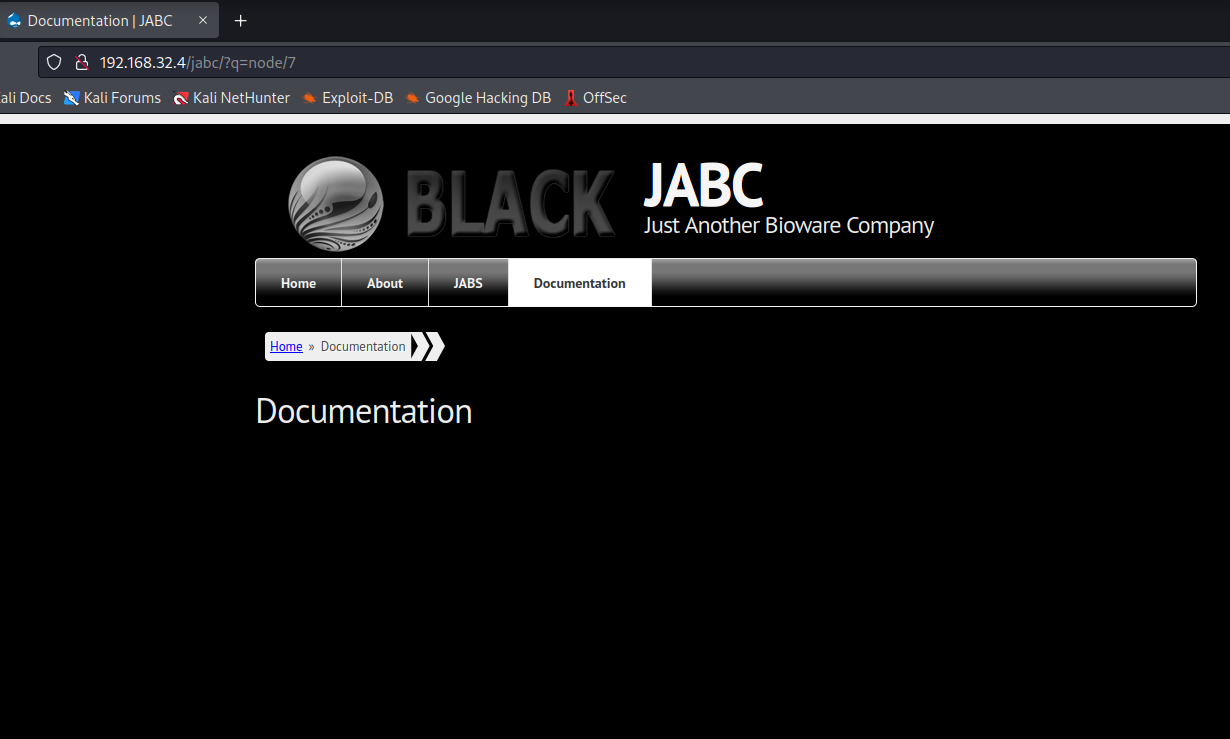 Documentation | JABC
192.168.32.4/jabc/?q=node/7
ali Docs Kali Forums Kali NetHunter Exploit-DB Google Hacking DB OffSec
BLACK JABC
Just Another Bioware Company
Home About JABS Documentation
Home » Documentation
Documentation